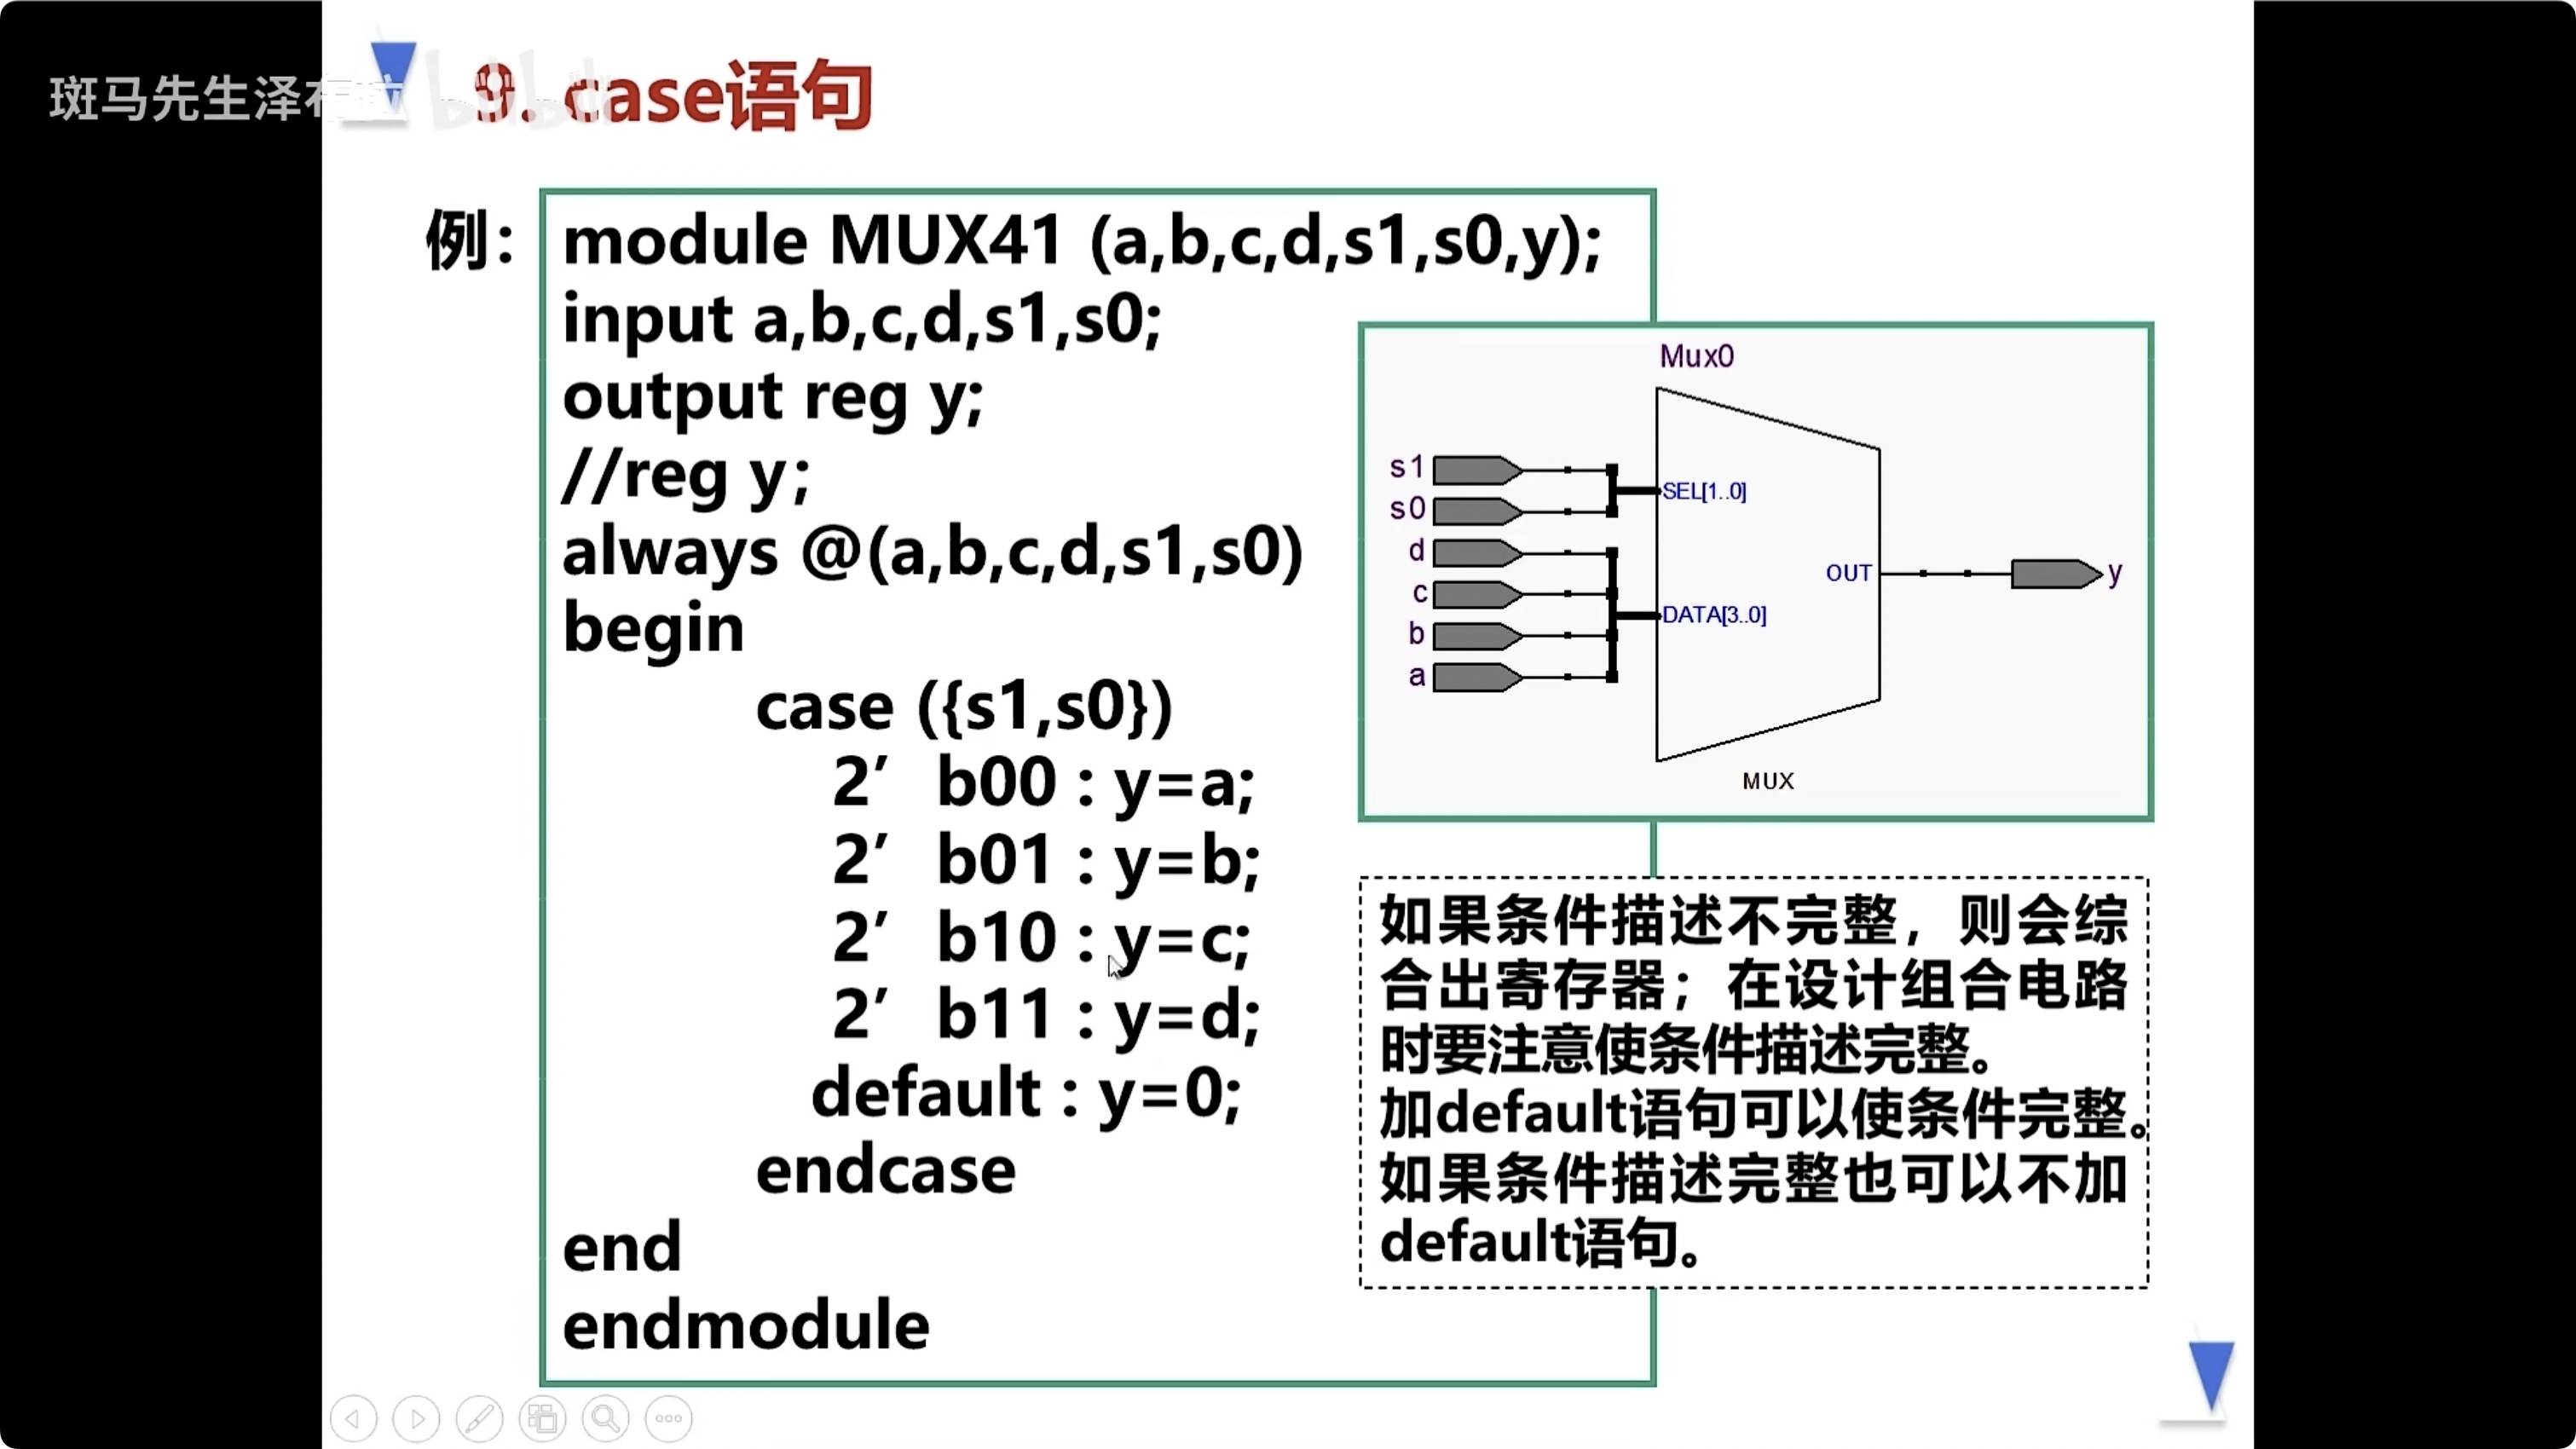 斑马先生泽
9. case语句
例：
module MUX41 (a,b,c,d,s1,s0,y);
input a,b,c,d,s1,s0;
output reg y;
//reg y;
always @(a,b,c,d,s1,s0)
begin
case ({s1,s0})
2’ b00 : y=a;
2’ b01 : y=b;
2’ b10 : y=c;
2’ b11 : y=d;
default : y=0;
endcase
end
endmodule
Mux0
s1
s0
d
c
b
a
SEL[1..0]
DATA[3..0]
OUT
y
MUX
如果条件描述不完整，则会综
合出寄存器；在设计组合电路
时要注意使条件描述完整。
加default语句可以使条件完整。
如果条件描述完整也可以不加
default语句。